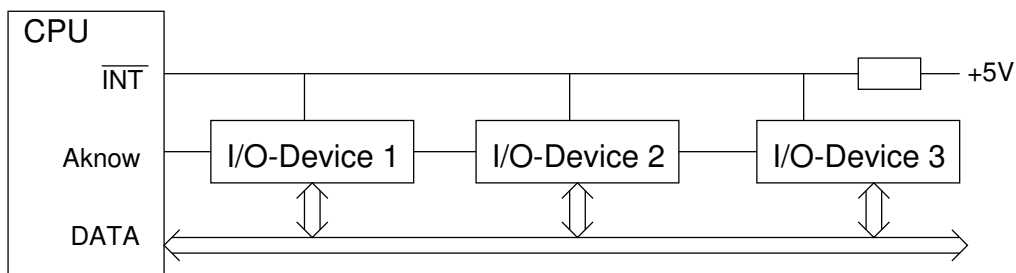 CPU
INT
+5V
Aknow
I/O-Device 1
I/O-Device 2
I/O-Device 3
DATA